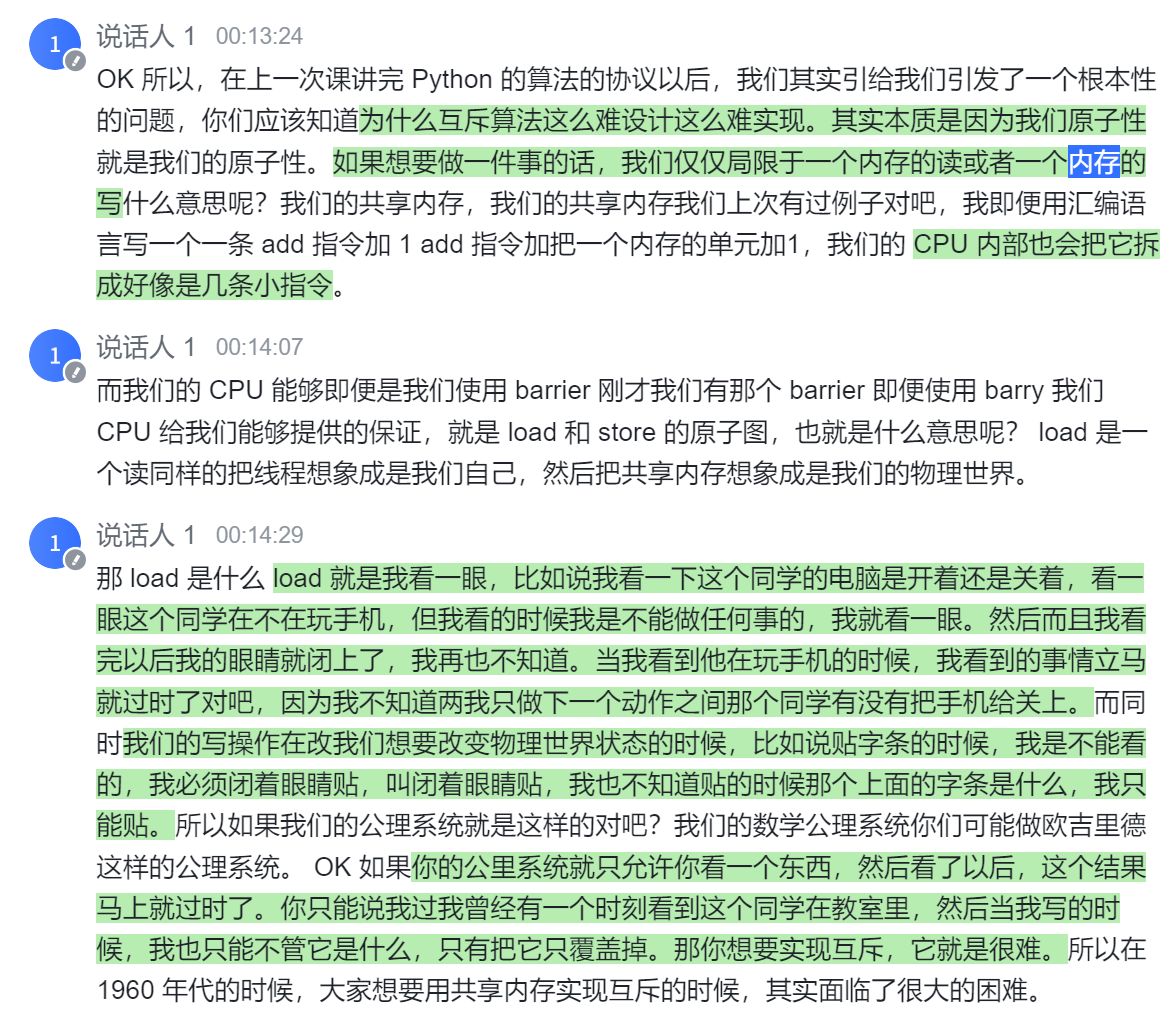 1 说话人 1 00:13:24
OK 所以，在上一次课讲完 Python 的算法的协议以后，我们其实引给我们引发了一个根本性
的问题，你们应该知道为什么互斥算法这么难设计这么难实现。其实本质是因为我们原子性
就是我们的原子性。如果想要做一件事的话，我们仅仅局限于一个内存的读或者一个内存的
写什么意思呢？我们的共享内存，我们的共享内存我们上次有过例子对吧，我即便用汇编语
言写一个一条 add 指令加 1 add 指令加把一个内存的单元加1，我们的 CPU 内部也会把它拆
成好像是几条小指令。
1 说话人 1 00:14:07
而我们的 CPU 能够即便是我们使用 barrier 刚才我们有那个 barrier 即便使用 barry 我们
CPU 给我们能够提供的保证，就是 load 和 store 的原子图，也就是什么意思呢？ load 是一
个读同样的把线程想象成是我们自己，然后把共享内存想象成是我们的物理世界。
1 说话人 1 00:14:29
那 load 是什么 load 就是我看一眼，比如说我看一下这个同学的电脑是开着还是关着，看一
眼这个同学在不在玩手机，但我看的时候我是不能做任何事的，我就看一眼。然后而且我看
完以后我的眼睛就闭上了，我再也不知道。当我看到他在玩手机的时候，我看到的事情立马
就过时了对吧，因为我不知道两我只做下一个动作之间那个同学有没有把手机给关上。而同
时我们的写操作在改我们想要改变物理世界状态的时候，比如说贴字条的时候，我是不能看
的，我必须闭着眼睛贴，叫闭着眼睛贴，我也不知道贴的时候那个上面的字条是什么，我只
能贴。所以如果我们的公理系统就是这样的对吧？我们的数学公理系统你们可能做欧吉里德
这样的公理系统。 OK 如果你的公里系统就只允许你看一个东西，然后看了以后，这个结果
马上就过时了。你只能说我过我曾经有一个时刻看到这个同学在教室里，然后当我写的时
候，我也只能不管它是什么，只有把它只覆盖掉。那你想要实现互斥，它就是很难。所以在
1960 年代的时候，大家想要用共享内存实现互斥的时候，其实面临了很大的困难。